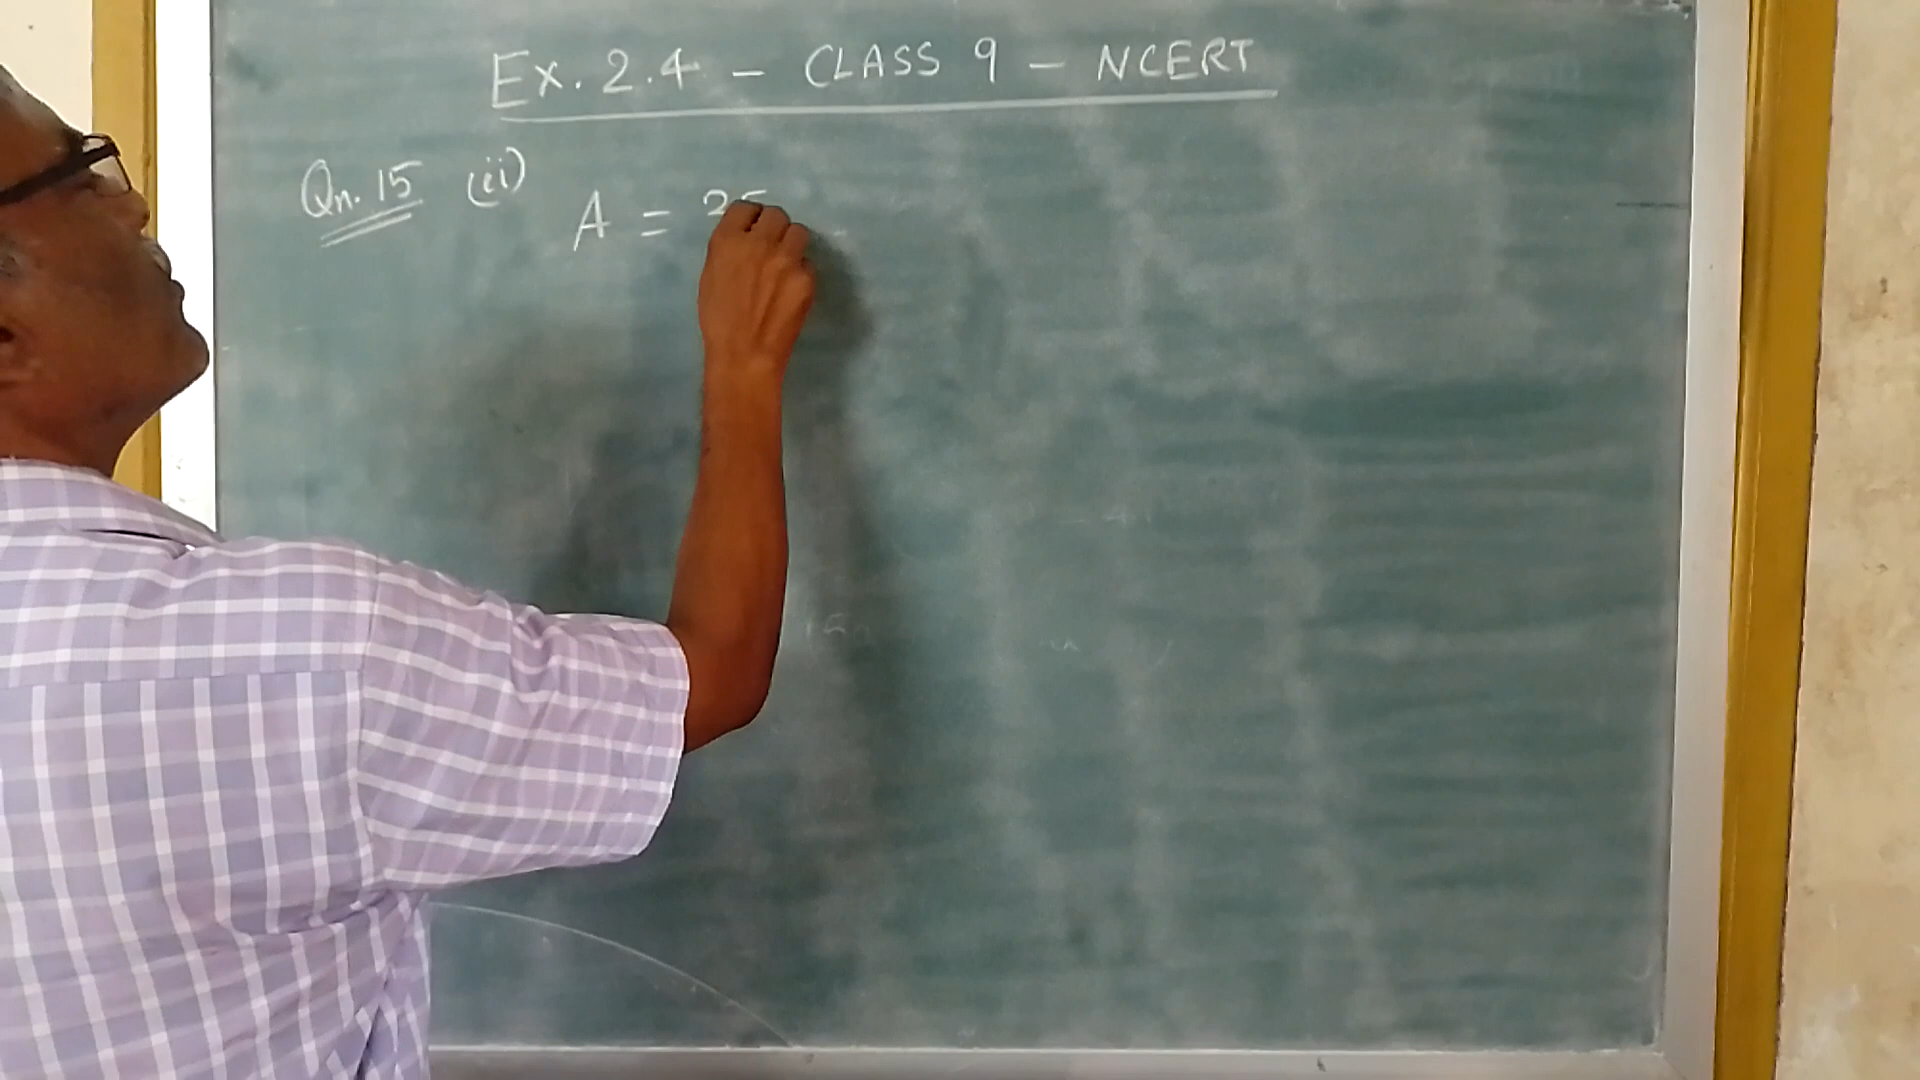 Ex. 2.4 - CLASS 9 - NCERT
Qn. 15 (ii)
A =